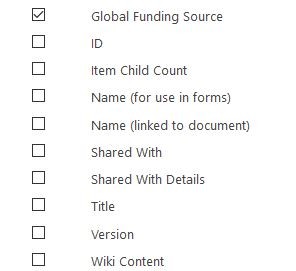 Global Funding Source
ID
Item Child Count
Name (for use in forms)
Name (linked to document)
Shared With
Shared With Details
Title
Version
Wiki Content